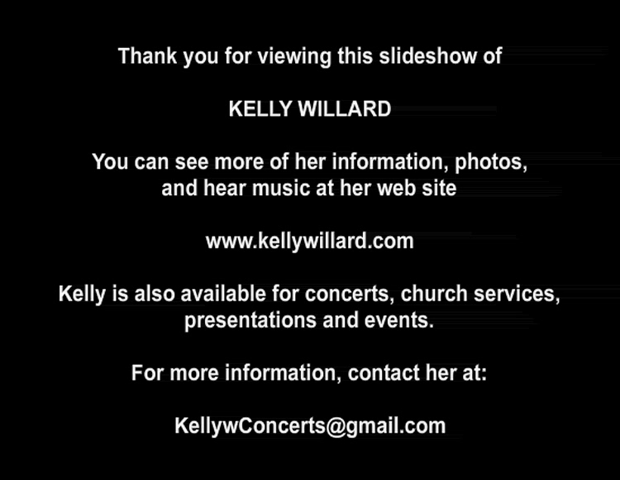 Thank you for viewing this slideshow of
KELLY WILLARD
You can see more of her information, photos,
and hear music at her web site
www.kellywillard.com
Kelly is also available for concerts, church services,
presentations and events.
For more information, contact her at:
KellywConcerts@gmail.com